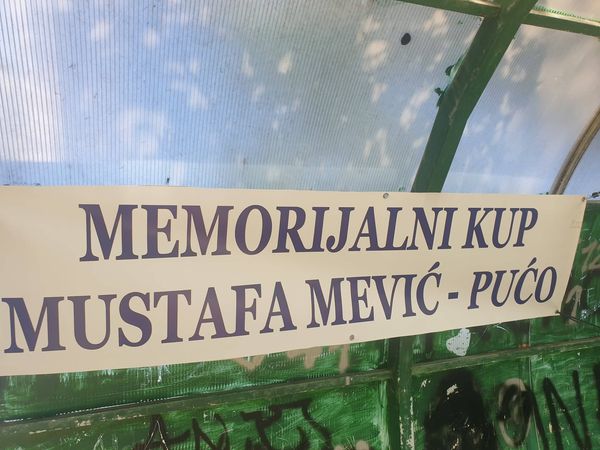 MEMORIJALNI KUP
MUSTAFA MEVIĆ - PUĆO